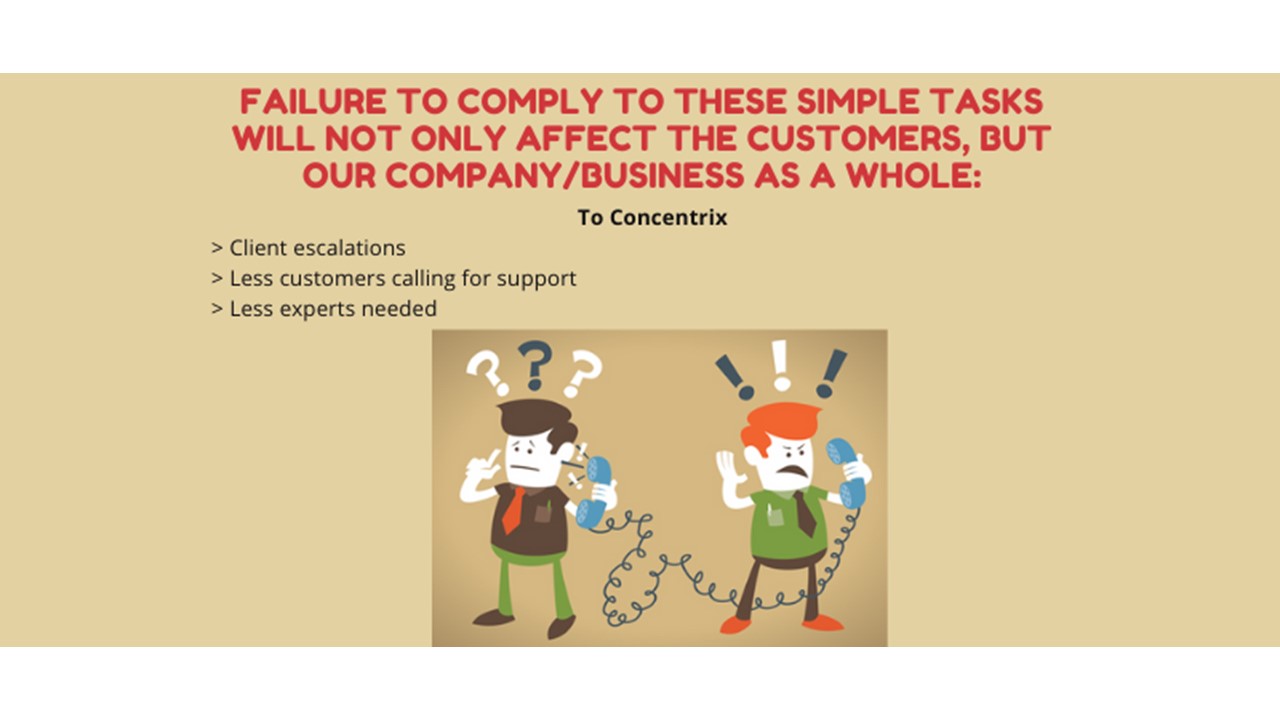 FAILURE TO COMPLY TO THESE SIMPLE TASKS
WILL NOT ONLY AFFECT THE CUSTOMERS, BUT
OUR COMPANY/BUSINESS AS A WHOLE:
To Concentrix
> Client escalations
> Less customers calling for support
> Less experts needed
? ? ?
! ! !